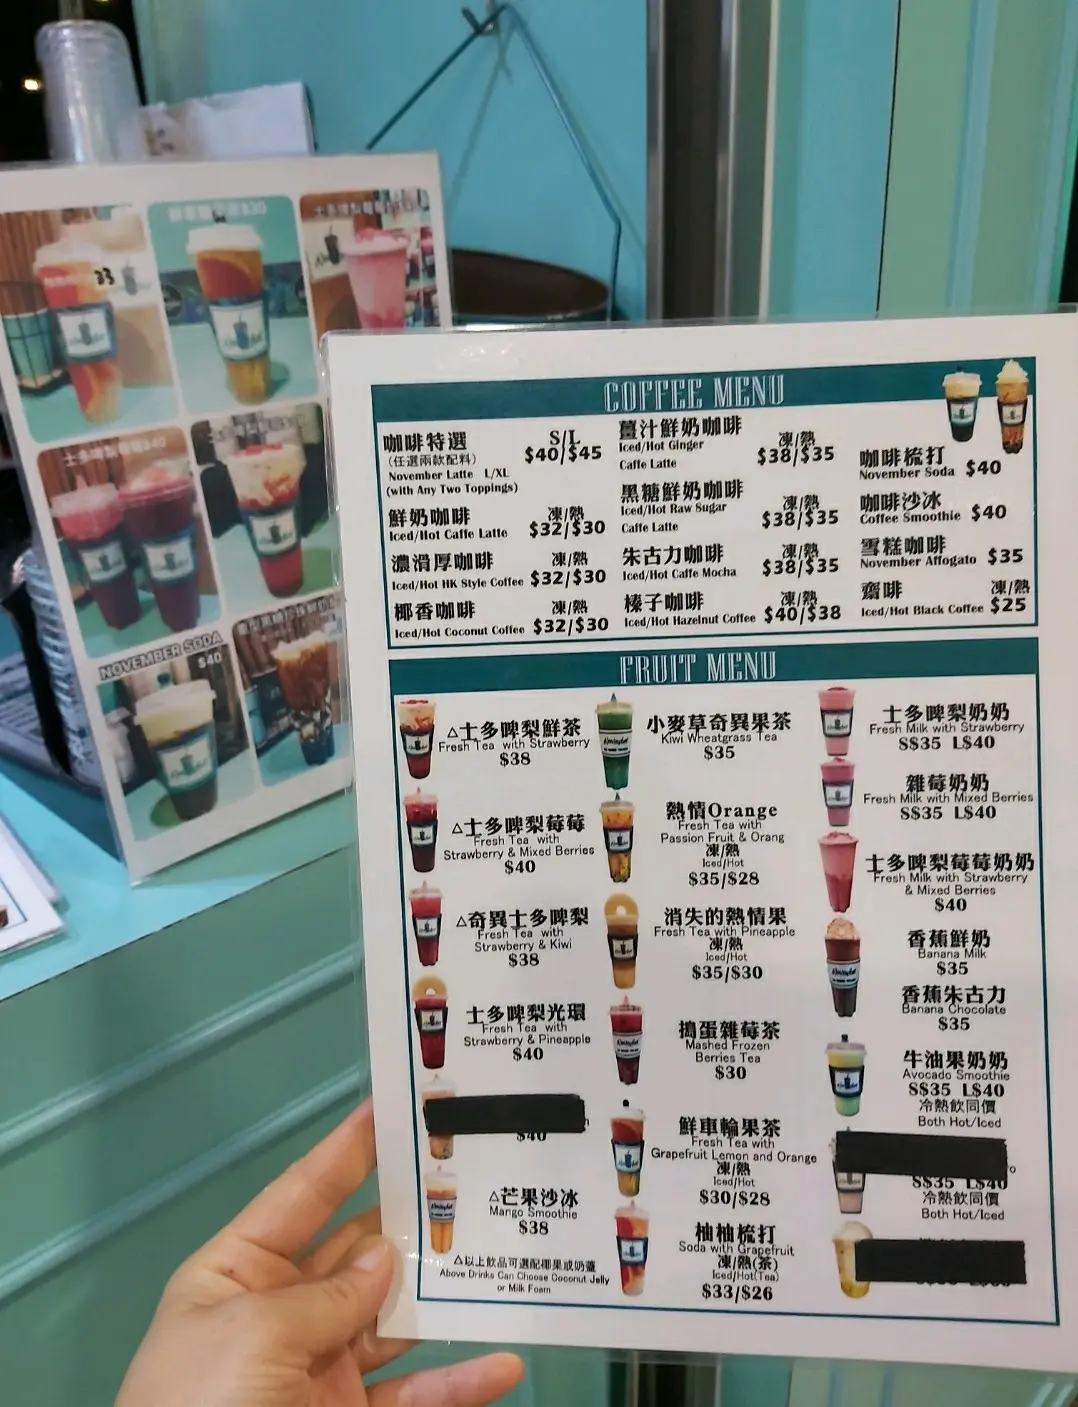 33
士多啤梨莓莓$40
NOVEMBER SODA
$40
COFFEE MENU
咖啡特選
(任選兩款配料)
November Latte L/XL
(with Any Two Toppings)
S/L
$40/$45
鮮奶咖啡
Iced/Hot Caffe Latte
凍/熱
$32/$30
濃滑厚咖啡
Iced/Hot HK Style Coffee
凍/熱
$32/$30
椰香咖啡
Iced/Hot Coconut Coffee
凍/熱
$32/$30
薑汁鮮奶咖啡
Iced/Hot Ginger
Caffe Latte
凍/熱
$38/$35
黑糖鮮奶咖啡
Iced/Hot Raw Sugar
Caffe Latte
凍/熱
$38/$35
朱古力咖啡
Iced/Hot Caffe Mocha
凍/熱
$38/$35
榛子咖啡
Iced/Hot Hazelnut Coffee
凍/熱
$40/$38
咖啡梳打
November Soda $40
咖啡沙冰
Coffee Smoothie $40
雪糕咖啡
November Affogato $35
齋啡
Iced/Hot Black Coffee
凍/熱
$25
FRUIT MENU
△士多啤梨鮮茶
Fresh Tea with Strawberry
$38
△士多啤梨莓莓
Fresh Tea with
Strawberry & Mixed Berries
$40
△奇異士多啤梨
Fresh Tea with
Strawberry & Kiwi
$38
士多啤梨光環
Fresh Tea with
Strawberry & Pineapple
$40
$40
△芒果沙冰
Mango Smoothie
$38
△以上飲品可選配椰果或奶蓋
Above Drinks Can Choose Coconut Jelly
or Milk Foam
小麥草奇異果茶
Kiwi Wheatgrass Tea
$35
熱情Orange
Fresh Tea with
Passion Fruit & Orang
凍/熱
Iced/Hot
$35/$28
消失的熱情果
Fresh Tea with Pineapple
凍/熱
Iced/Hot
$35/$30
搗蛋雜莓茶
Mashed Frozen
Berries Tea
$30
鮮車輪果茶
Fresh Tea with
Grapefruit Lemon and Orange
凍/熱
Iced/Hot
$30/$28
柚柚梳打
Soda with Grapefruit
凍/熱(茶)
Iced/Hot(Tea)
$33/$26
士多啤梨奶奶
Fresh Milk with Strawberry
S$35 L$40
雜莓奶奶
Fresh Milk with Mixed Berries
S$35 L$40
士多啤梨莓莓奶奶
Fresh Milk with Strawberry
& Mixed Berries
$40
香蕉鮮奶
Banana Milk
$35
香蕉朱古力
Banana Chocolate
$35
牛油果奶奶
Avocado Smoothie
S$35 L$40
冷熱飲同價
Both Hot/Iced
S$35 L$40
冷熱飲同價
Both Hot/Iced